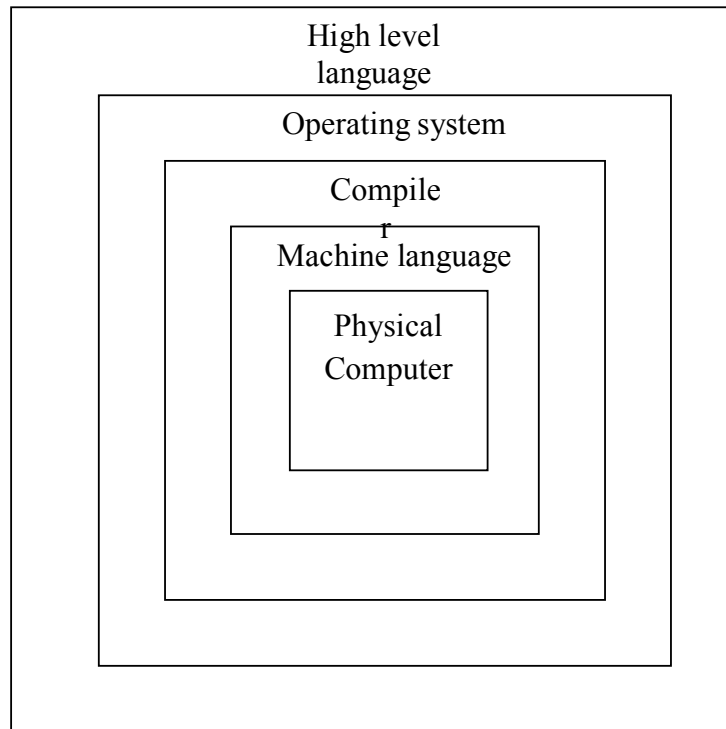 High level
language
Operating system
Compile
r
Machine language
Physical
Computer